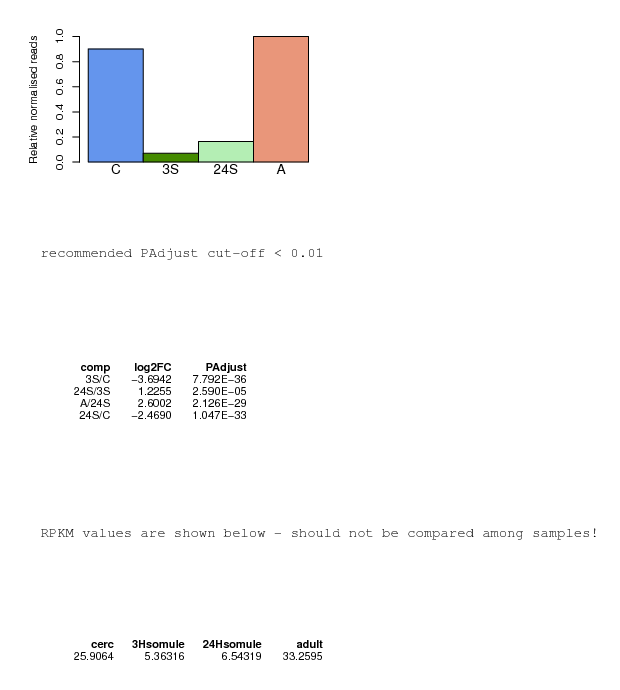 Relative normalised reads
1.0
0.8
0.6
0.4
0.2
0.0
C 3S 24S A
recommended PAdjust cut-off < 0.01
comp log2FC PAdjust
3S/C −3.6942 7.792E−36
24S/3S 1.2255 2.590E−05
A/24S 2.6002 2.126E−29
24S/C −2.4690 1.047E−33
RPKM values are shown below - should not be compared among samples!
cerc 3Hsomule 24Hsomule adult
25.9064 5.36316 6.54319 33.2595